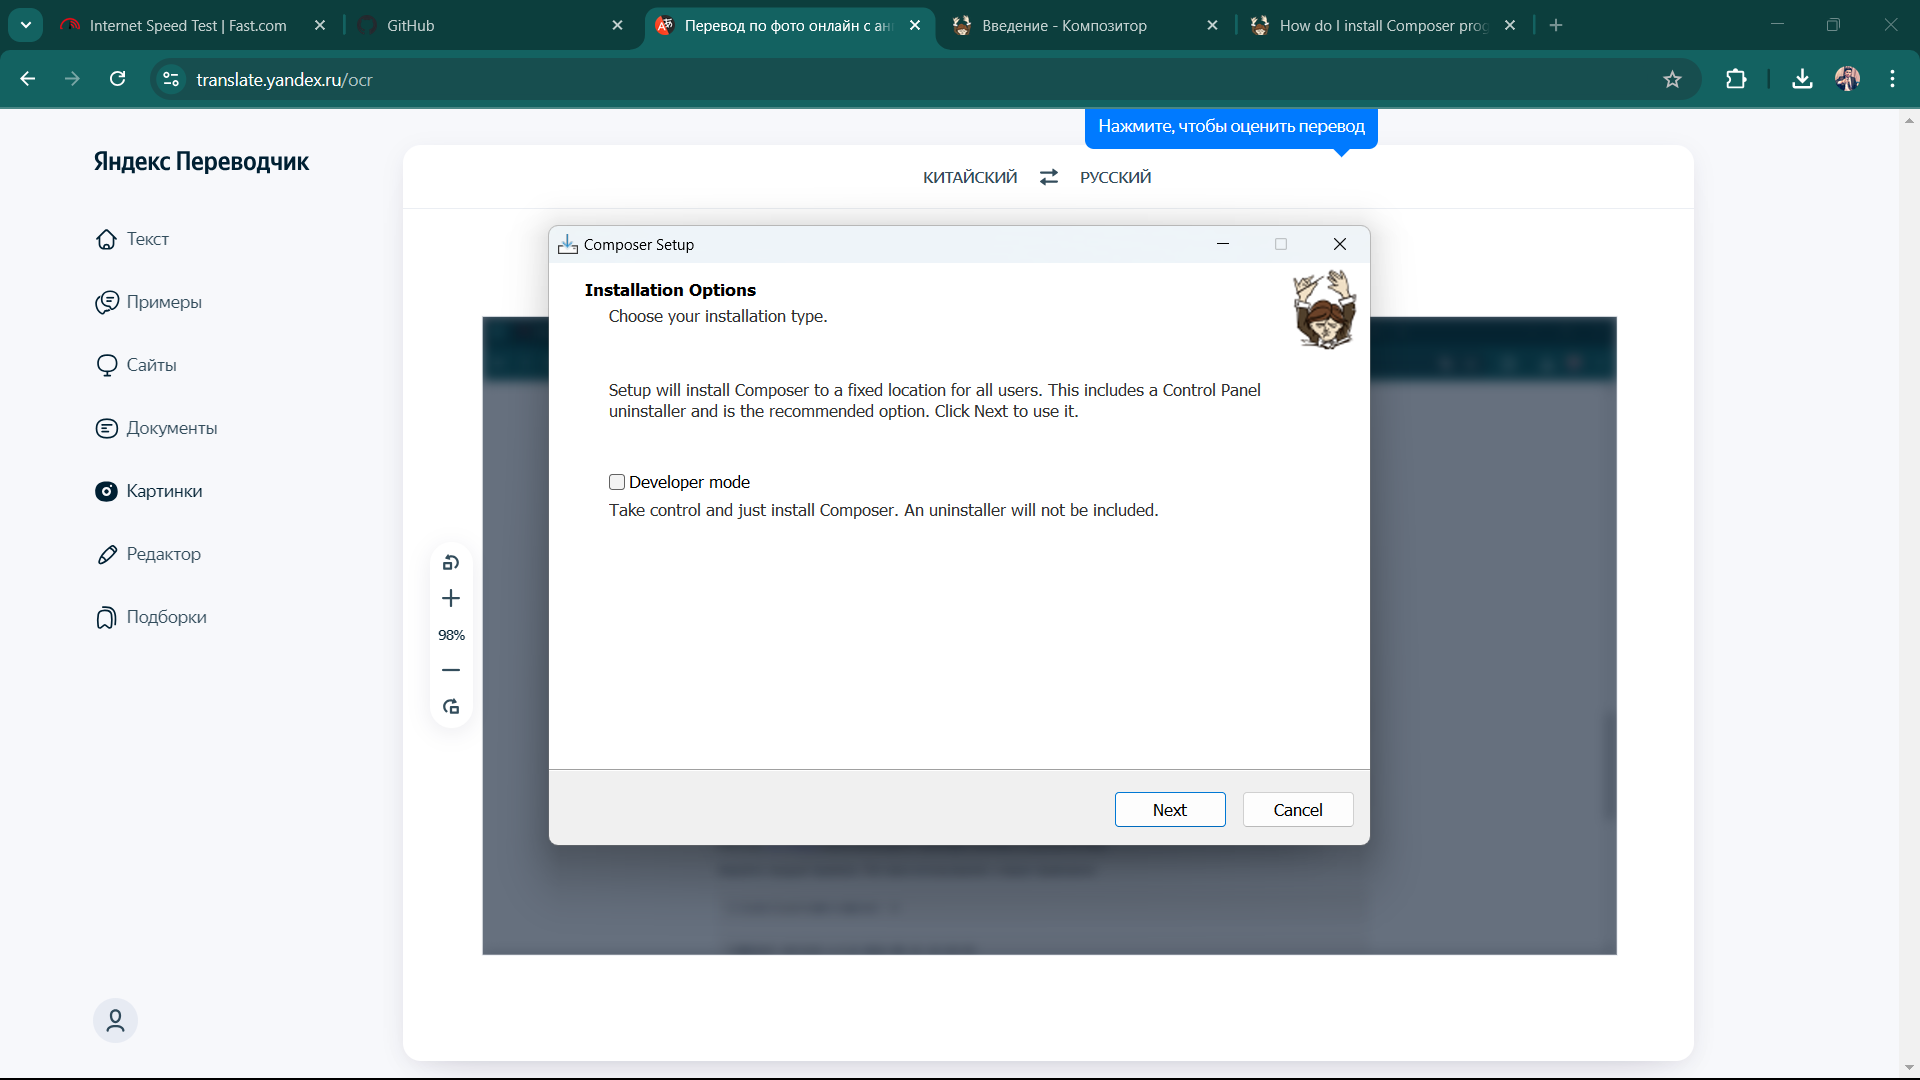 Internet Speed Test | Fast.com
GitHub
Перевод по фото онлайн с ан
Введение - Композитор
How do I install Composer prog
translate.yandex.ru/ocr
Нажмите, чтобы оценить перевод
Яндекс Переводчик
КИТАЙСКИЙ
РУССКИЙ
Текст
Примеры
Сайты
Документы
Картинки
Редактор
Подборки
98%
Composer Setup
Installation Options
Choose your installation type.
Setup will install Composer to a fixed location for all users. This includes a Control Panel
uninstaller and is the recommended option. Click Next to use it.
Developer mode
Take control and just install Composer. An uninstaller will not be included.
Next
Cancel